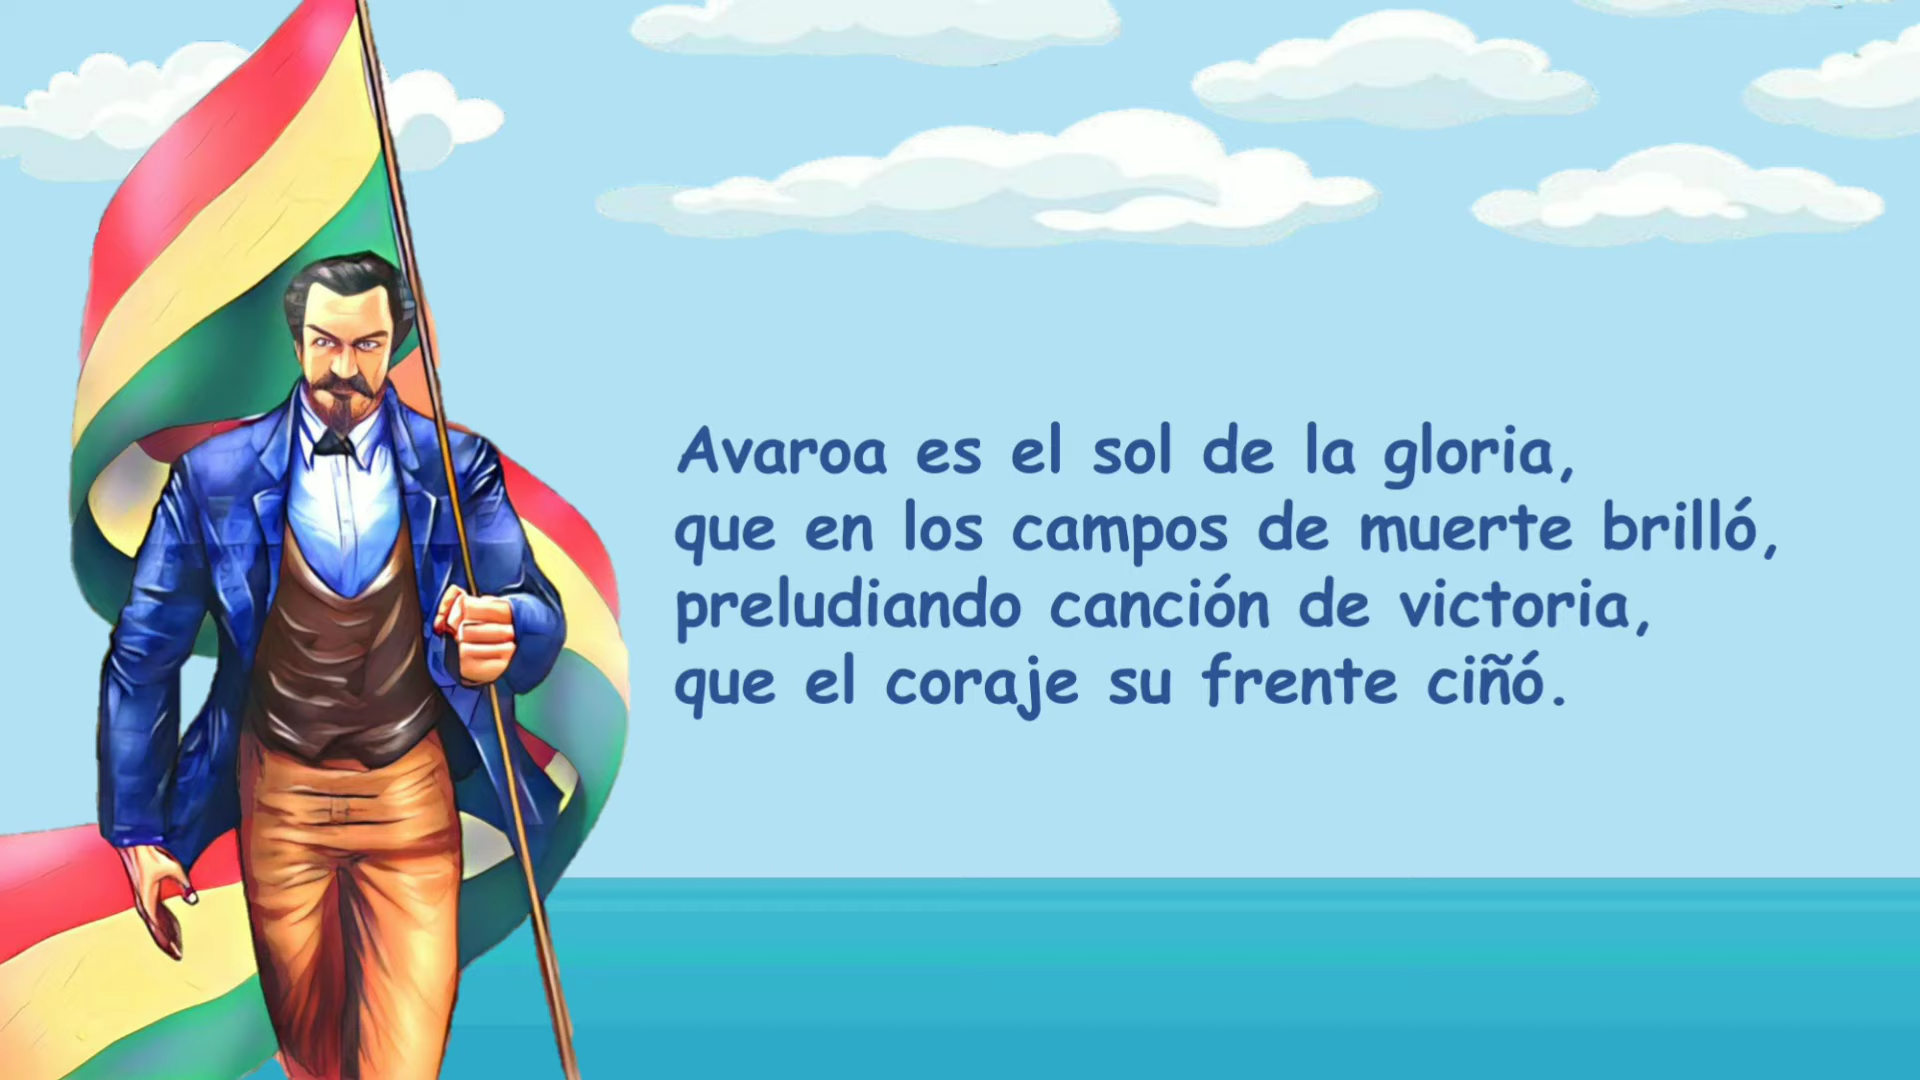 Avaroa es el sol de la gloria,
que en los campos de muerte brilló,
preludiando canción de victoria,
que el coraje su frente ciñó.